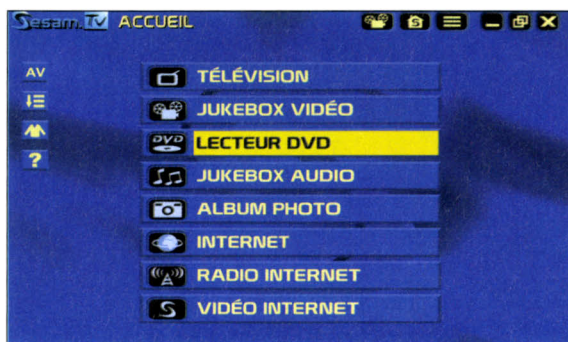 Sesam.TV ACCUEIL
AV
TÉLÉVISION
JUKEBOX VIDÉO
DVD LECTEUR DVD
JUKEBOX AUDIO
?
ALBUM PHOTO
INTERNET
RADIO INTERNET
S VIDÉO INTERNET